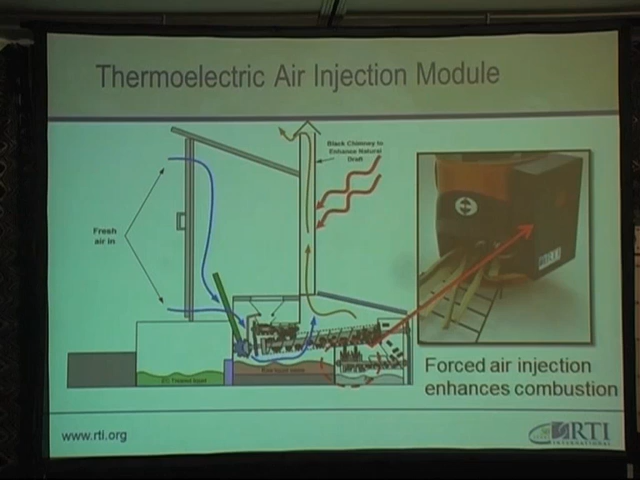 Thermoelectric Air Injection Module
Black Chimney to
Enhance Natural
Draft
Fresh
air in
Forced air injection
enhances combustion
www.rti.org
RTI
INTERNATIONAL